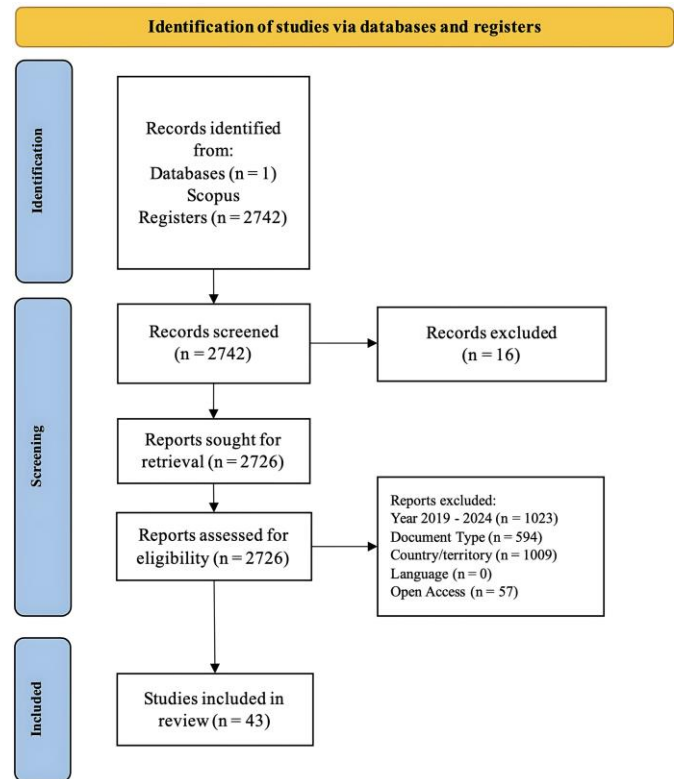 Identification of studies via databases and registers
Identification
Records identified
from:
Databases (n = 1)
Scopus
Registers (n = 2742)
Screening
Records screened
(n = 2742)
Records excluded
(n = 16)
Reports sought for
retrieval (n = 2726)
Reports assessed for
eligibility (n = 2726)
Reports excluded:
Year 2019 - 2024 (n = 1023)
Document Type (n = 594)
Country/territory (n = 1009)
Language (n = 0)
Open Access (n = 57)
Included
Studies included in
review (n = 43)